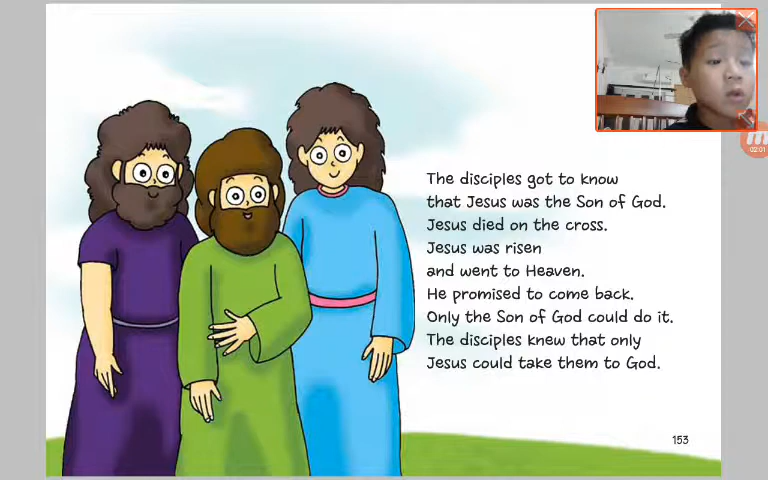 The disciples got to know
that Jesus was the Son of God.
Jesus died on the cross.
Jesus was risen
and went to Heaven.
He promised to come back.
Only the Son of God could do it.
The disciples knew that only
Jesus could take them to God.
153
02:01